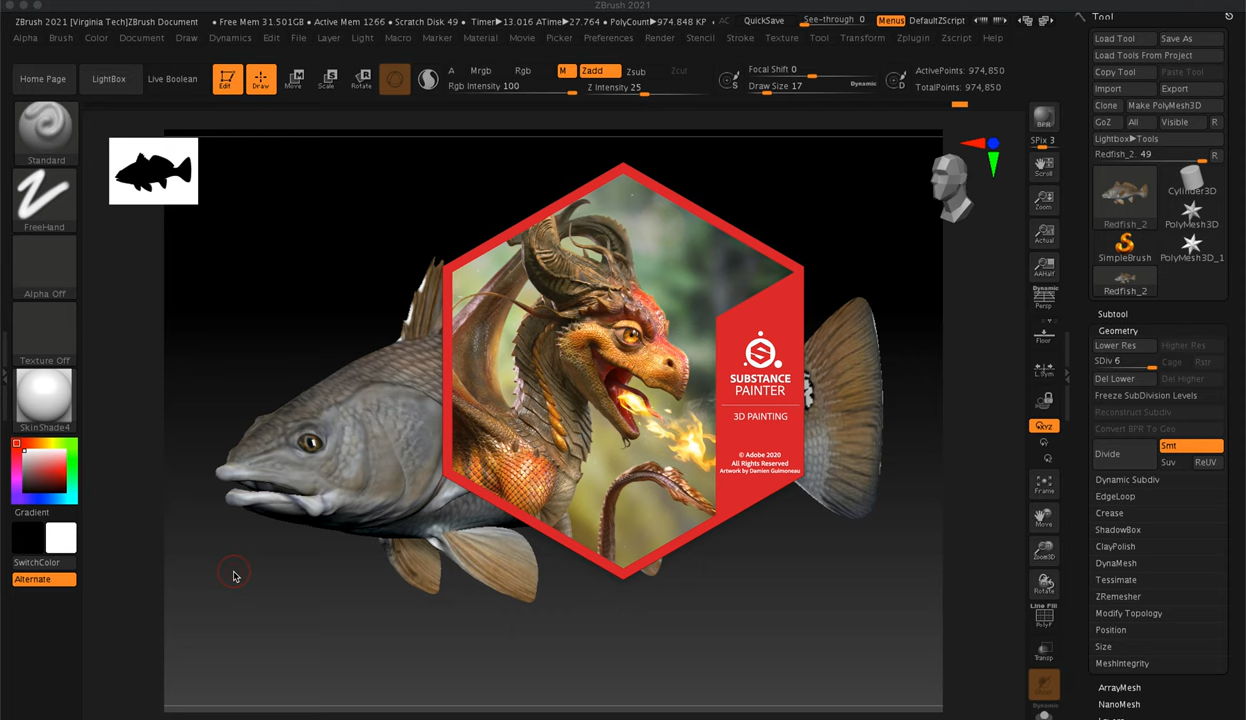 ZBrush 2021
ZBrush 2021 [Virginia Tech]ZBrush Document • Free Mem 31.501GB • Active Mem 1266 • Scratch Disk 49 • Timer▶13.016 ATime▶27.764 • PolyCount▶974.848 KP • AC QuickSave See-through 0 Menus DefaultZScript
Alpha Brush Color Document Draw Dynamics Edit File Layer Light Macro Marker Material Movie Picker Preferences Render Stencil Stroke Texture Tool Transform Zplugin Zscript Help
Home Page LightBox Live Boolean Edit Draw Move Scale Rotate
A Mrgb Rgb M Zadd Zsub Zcut
Rgb Intensity 100 Z Intensity 25
Focal Shift 0
Draw Size 17 Dynamic
S D
ActivePoints: 974,850
TotalPoints: 974,850
Standard
FreeHand
Alpha Off
Texture Off
SkinShade4
Gradient
SwitchColor
Alternate
SUBSTANCE
PAINTER
3D PAINTING
© Adobe 2020
All Rights Reserved
Artwork by Damien Guimoneau
BPR
SPix 3
Scroll
Zoom
Actual
AAHalf
Dynamic
Persp
Floor
L.Sym
XYZ
Frame
Move
Zoom3D
Rotate
Line Fill
PolyF
Transp
Dynamic
Tool
Load Tool Save As
Load Tools From Project
Copy Tool Paste Tool
Import Export
Clone Make PolyMesh3D
GoZ All Visible R
Lightbox▶Tools
Redfish_2. 49 R
Redfish_2 Cylinder3D
PolyMesh3D
SimpleBrush PolyMesh3D_1
Redfish_2
Subtool
Geometry
Lower Res Higher Res
SDiv 6 Cage Rstr
Del Lower Del Higher
Freeze SubDivision Levels
Reconstruct Subdiv
Convert BPR To Geo
Divide Smt
Suv ReUV
Dynamic Subdiv
EdgeLoop
Crease
ShadowBox
ClayPolish
DynaMesh
Tessimate
ZRemesher
Modify Topology
Position
Size
MeshIntegrity
ArrayMesh
NanoMesh